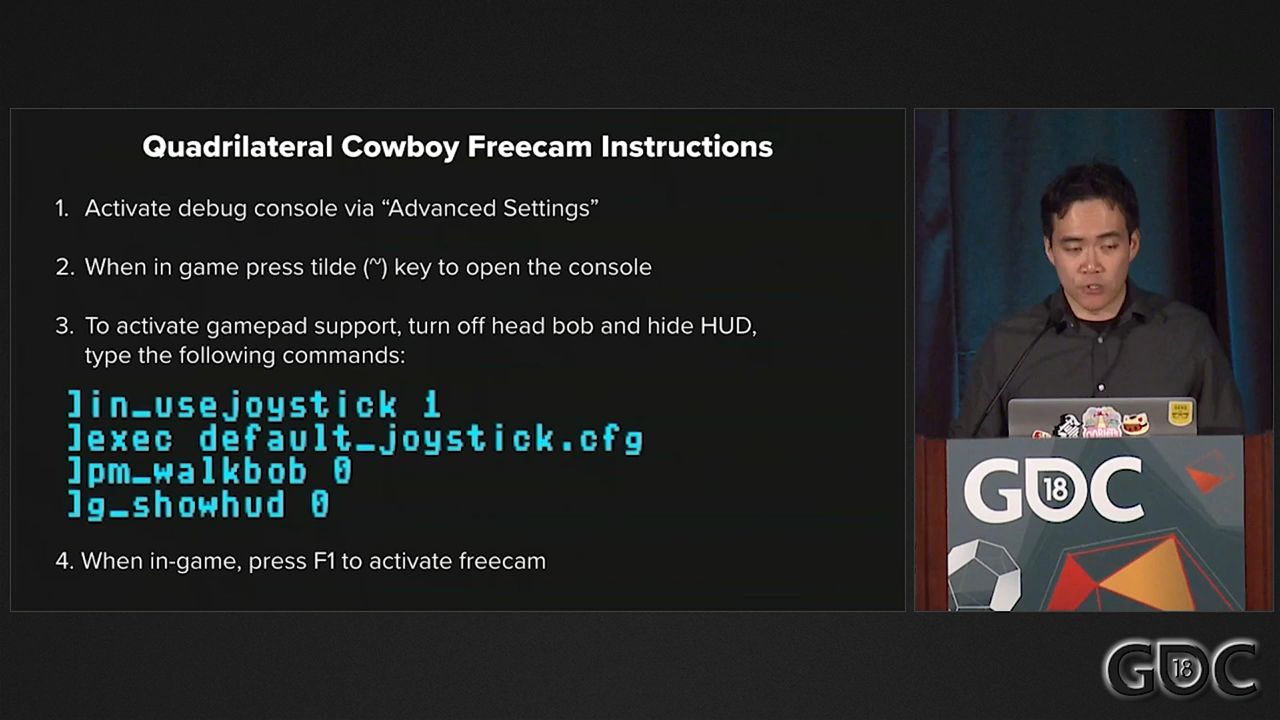 Quadrilateral Cowboy Freecam Instructions
1. Activate debug console via “Advanced Settings”
2. When in game press tilde (~) key to open the console
3. To activate gamepad support, turn off head bob and hide HUD,
type the following commands:
]in_usejoystick 1
]exec default_joystick.cfg
]pm_walkbob 0
]g_showhud 0
4. When in-game, press F1 to activate freecam
GDC 18
GDC 18